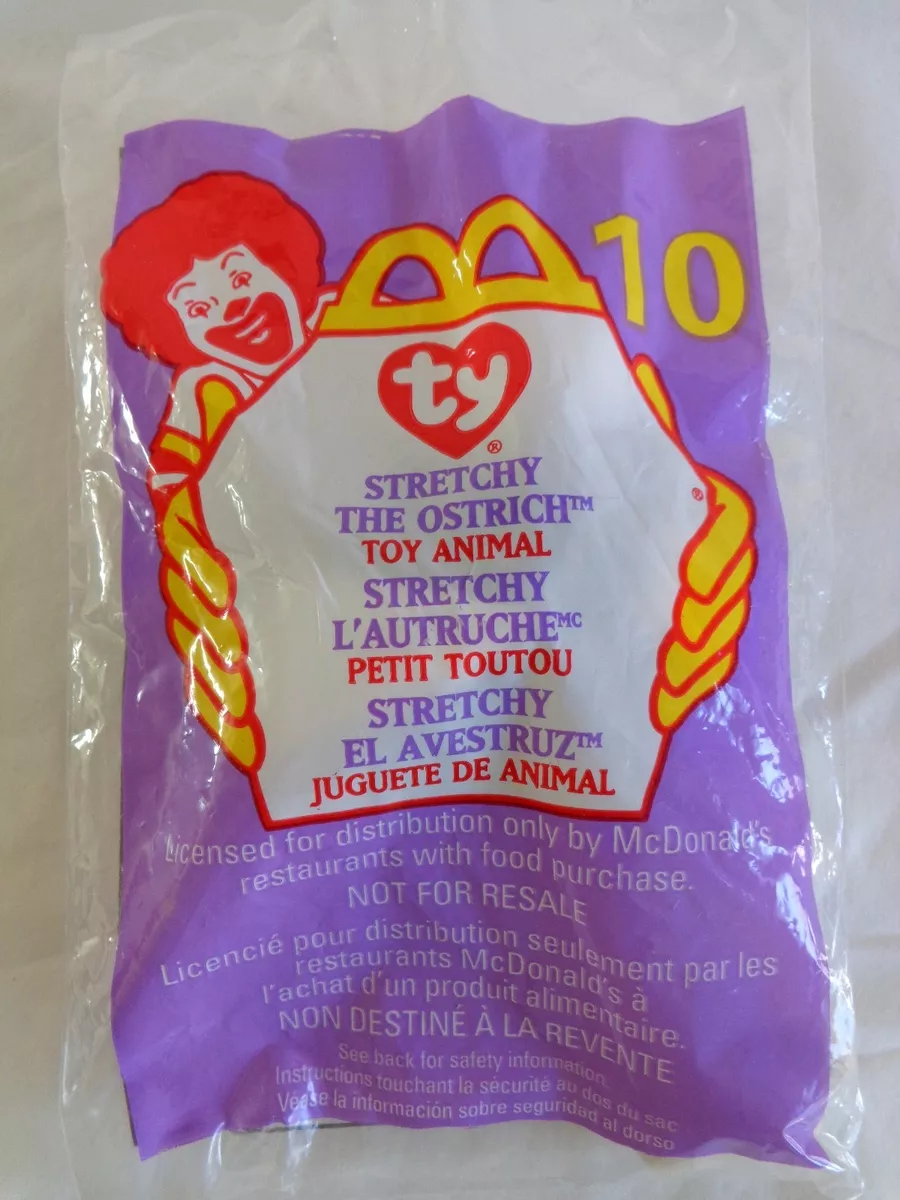 10
ty®
STRETCHY
THE OSTRICH™
TOY ANIMAL
STRETCHY
L'AUTRUCHE MC
PETIT TOUTOU
STRETCHY
EL AVESTRUZ™
JUGUETE DE ANIMAL
®
Licensed for distribution only by McDonald's
restaurants with food purchase.
NOT FOR RESALE
Licencié pour distribution seulement par les
restaurants McDonald's à
l'achat d'un produit alimentaire.
NON DESTINÉ À LA REVENTE
See back for safety information.
Instructions touchant la sécurité au dos du sac
Véase la información sobre seguridad al dorso